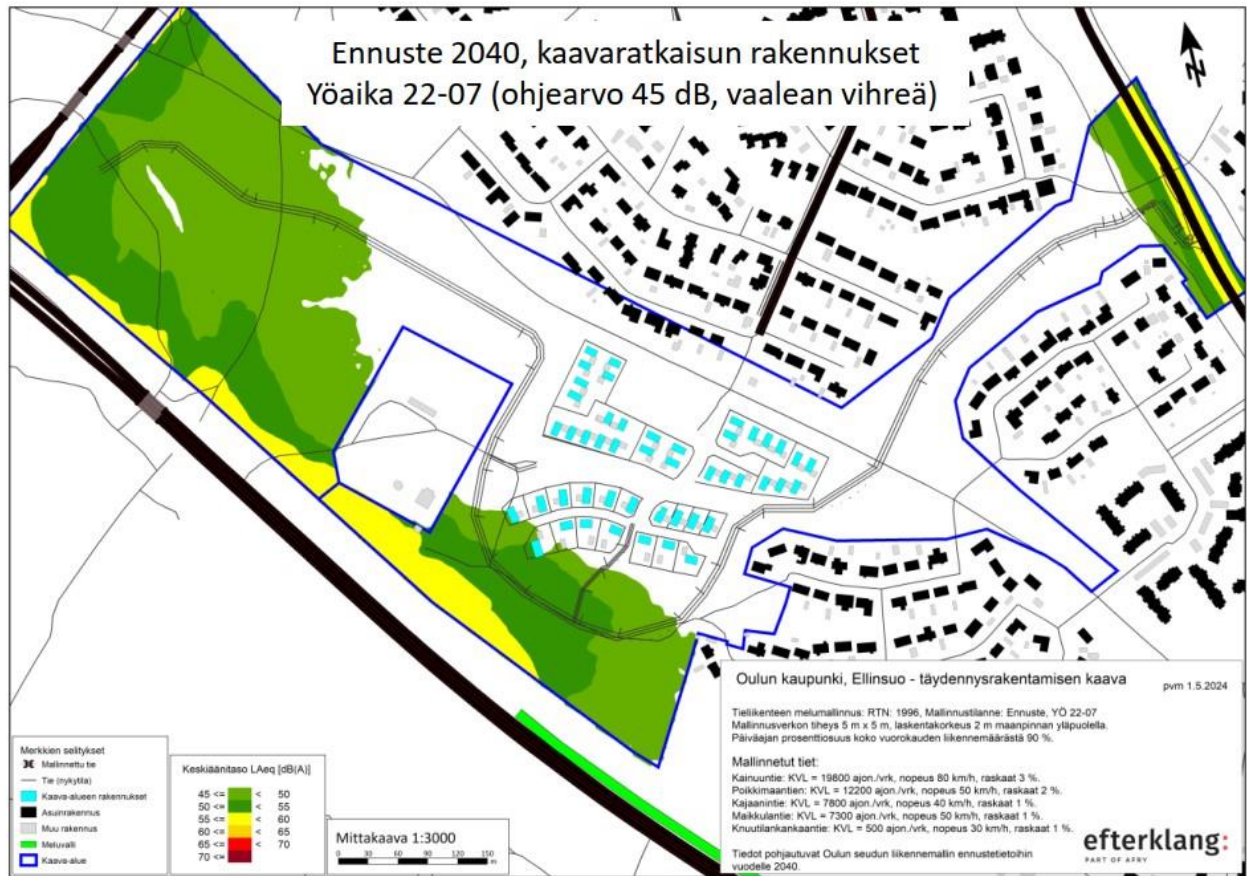 Ennuste 2040, kaavaratkaisun rakennukset
Yöaika 22-07 (ohjearvo 45 dB, vaalean vihreä)
N
Oulun kaupunki, Ellinsuo - täydennysrakentamisen kaava
pvm 1.5.2024
Tieliikenteen melumallinnus: RTN: 1996, Mallinnustilanne: Ennuste, YÖ 22-07
Mallinnusverkon tiheys 5 m x 5 m, laskentakorkeus 2 m maanpinnan yläpuolella.
Päiväajan prosenttiosuus koko vuorokauden liikennemäärästä 90 %.
Mallinnetut tiet:
Kainuuntie: KVL = 19800 ajon./vrk, nopeus 80 km/h, raskaat 3 %.
Poikkimaantien: KVL = 12200 ajon./vrk, nopeus 50 km/h, raskaat 2 %.
Kajaanintie: KVL = 7800 ajon./vrk, nopeus 40 km/h, raskaat 1 %.
Maikkulantie: KVL = 7300 ajon./vrk, nopeus 50 km/h, raskaat 1 %.
Knuutilankankaantie: KVL = 500 ajon./vrk, nopeus 30 km/h, raskaat 1 %.
Tiedot pohjautuvat Oulun seudun liikennemallin ennustetietoihin
vuodelle 2040.
efterklang:
PART OF AFRY
Merkkien selitykset
Mallinnettu tie
Tie (nykytila)
Kaava-alueen rakennukset
Asuinrakennus
Muu rakennus
Meluvalli
Kaava-alue
Keskiäänitaso LAeq [dB(A)]
45 <= < 50
50 <= < 55
55 <= < 60
60 <= < 65
65 <= < 70
70 <=
Mittakaava 1:3000
0 30 60 90 120 150
m